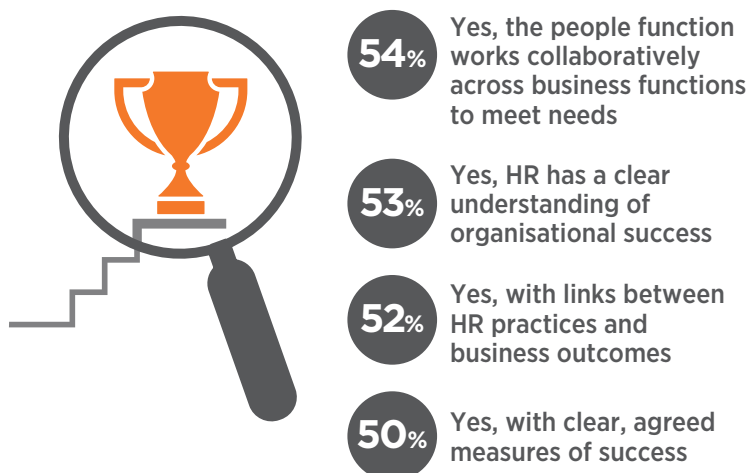 54%
Yes, the people function
works collaboratively
across business functions
to meet needs
53%
Yes, HR has a clear
understanding of
organisational success
52%
Yes, with links between
HR practices and
business outcomes
50%
Yes, with clear, agreed
measures of success